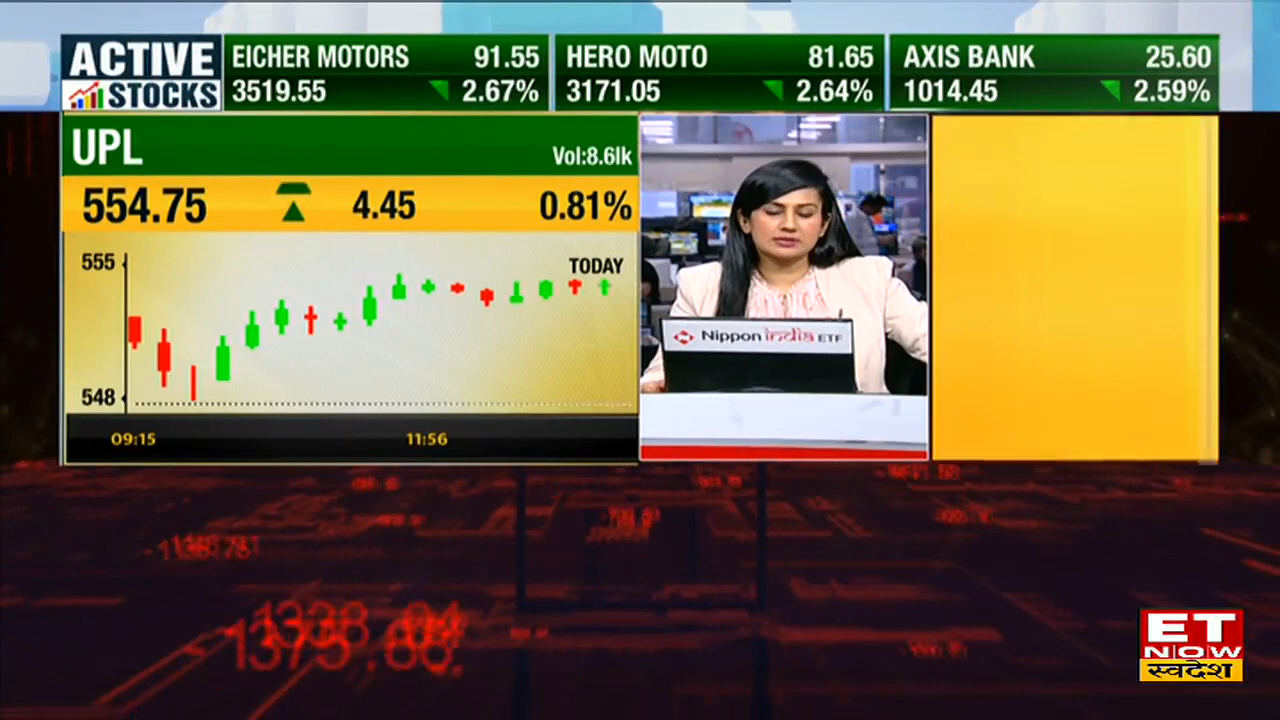 ACTIVE
STOCKS
EICHER MOTORS 91.55
3519.55 2.67%
HERO MOTO 81.65
3171.05 2.64%
AXIS BANK 25.60
1014.45 2.59%
UPL Vol:8.6lk
554.75 4.45 0.81%
555
TODAY
548
09:15 11:56
Nippon india ETF
ET
NOW
स्वदेश